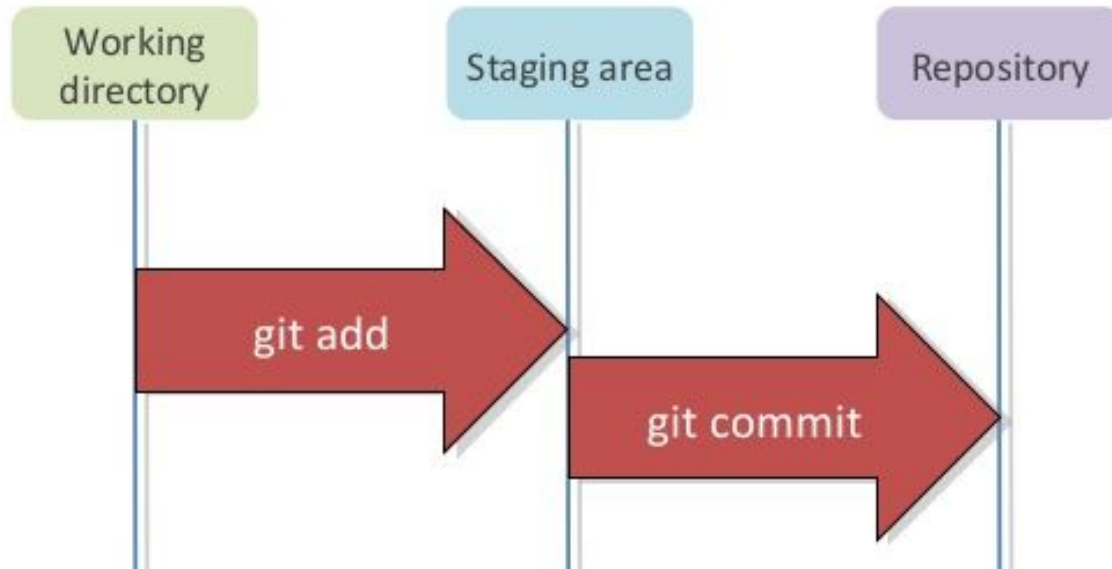 Working
directory
Staging area
Repository
git add
git commit